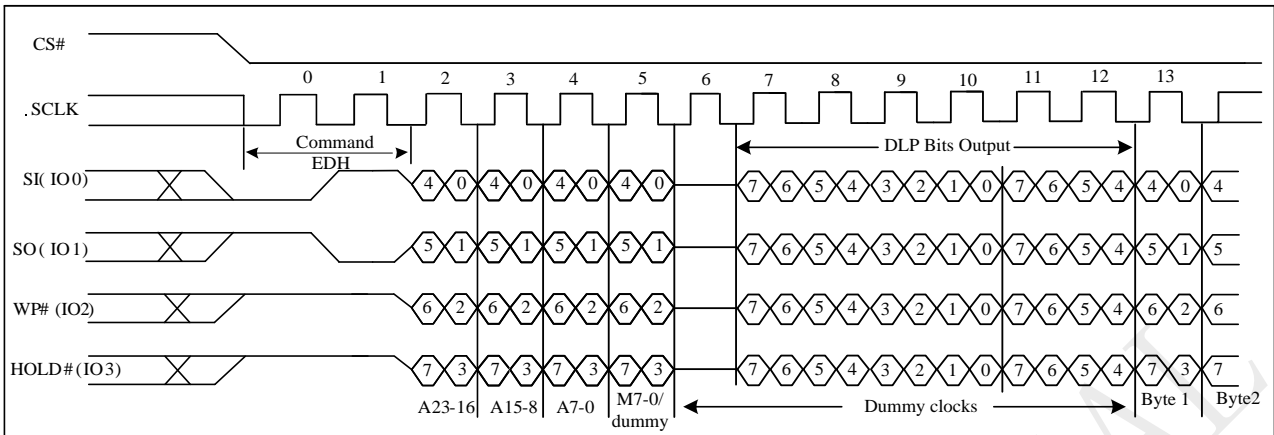 CS#
0 1 2 3 4 5 6 7 8 9 10 11 12 13
.SCLK
Command
EDH
DLP Bits Output
SI( IO0) 4 0 4 0 4 0 4 0 7 6 5 4 3 2 1 0 7 6 5 4 4 0 4
SO( IO1) 5 1 5 1 5 1 5 1 7 6 5 4 3 2 1 0 7 6 5 4 5 1 5
WP# (IO2) 6 2 6 2 6 2 6 2 7 6 5 4 3 2 1 0 7 6 5 4 6 2 6
HOLD# (IO3) 7 3 7 3 7 3 7 3 7 6 5 4 3 2 1 0 7 6 5 4 7 3 7
A23-16 A15-8 A7-0 M7-0/ Dummy clocks Byte 1 Byte2
dummy